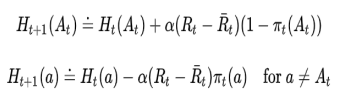 H_{t+1}(A_t) ≐ H_t(A_t) + α(R_t − R̄_t)(1 − π_t(A_t))
H_{t+1}(a) ≐ H_t(a) − α(R_t − R̄_t)π_t(a) for a ≠ A_t